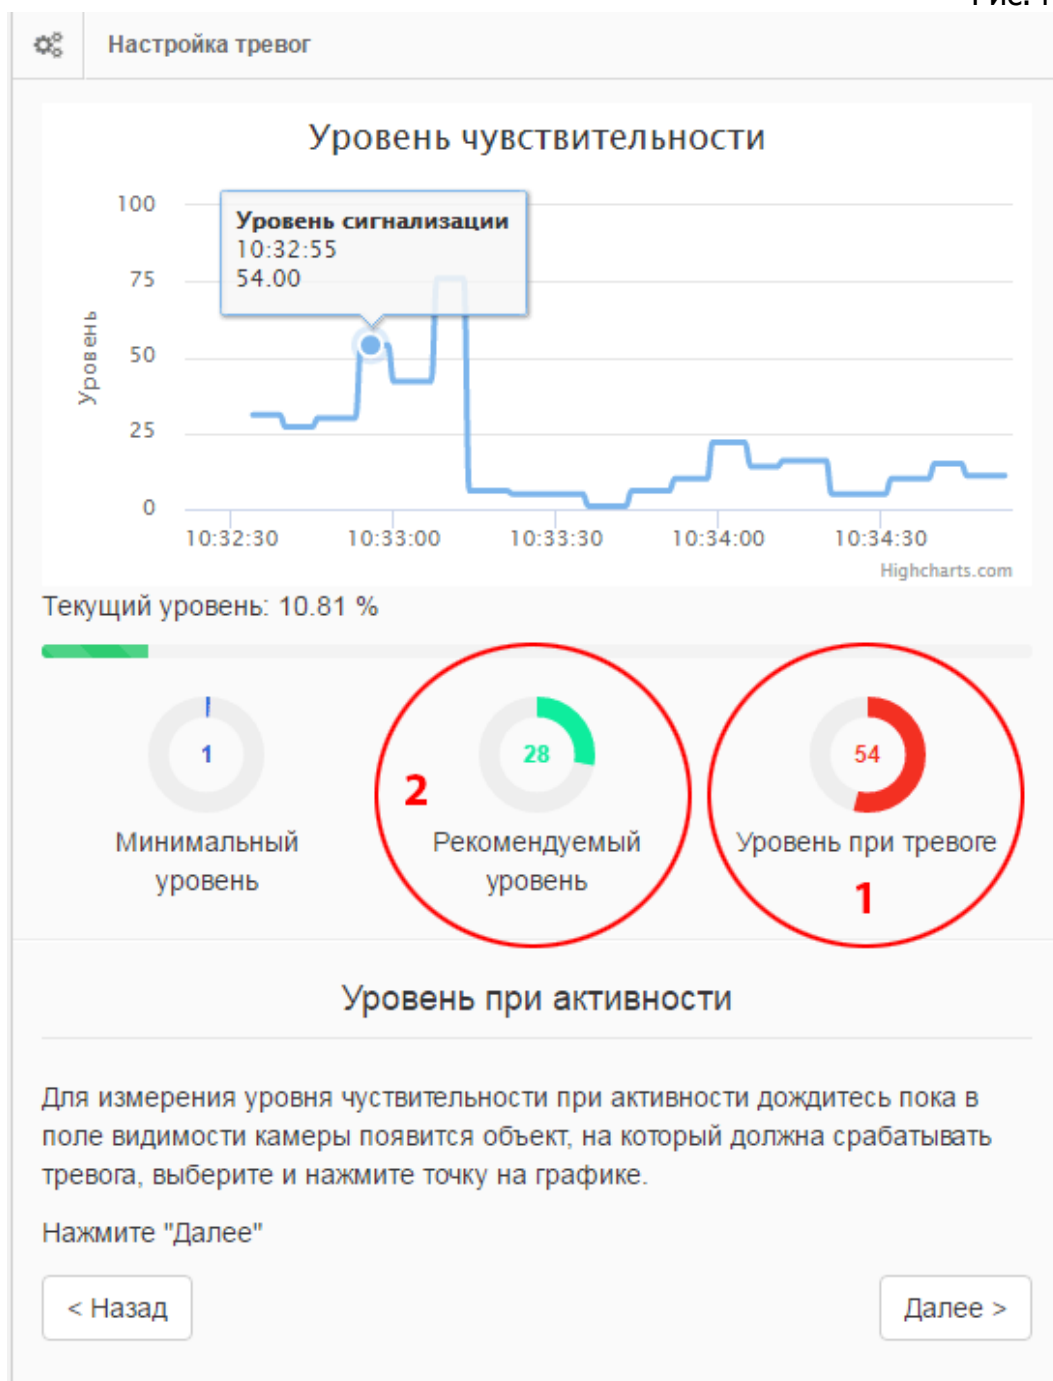 Настройка тревог
Уровень чувствительности
Уровень
100
75
50
25
0
Уровень сигнализации
10:32:55
54.00
10:32:30 10:33:00 10:33:30 10:34:00 10:34:30
Highcharts.com
Текущий уровень: 10.81 %
1
Минимальный
уровень
2
28
Рекомендуемый
уровень
54
Уровень при тревоге
1
Уровень при активности
Для измерения уровня чуствительности при активности дождитесь пока в
поле видимости камеры появится объект, на который должна срабатывать
тревога, выберите и нажмите точку на графике.
Нажмите "Далее"
< Назад
Далее >